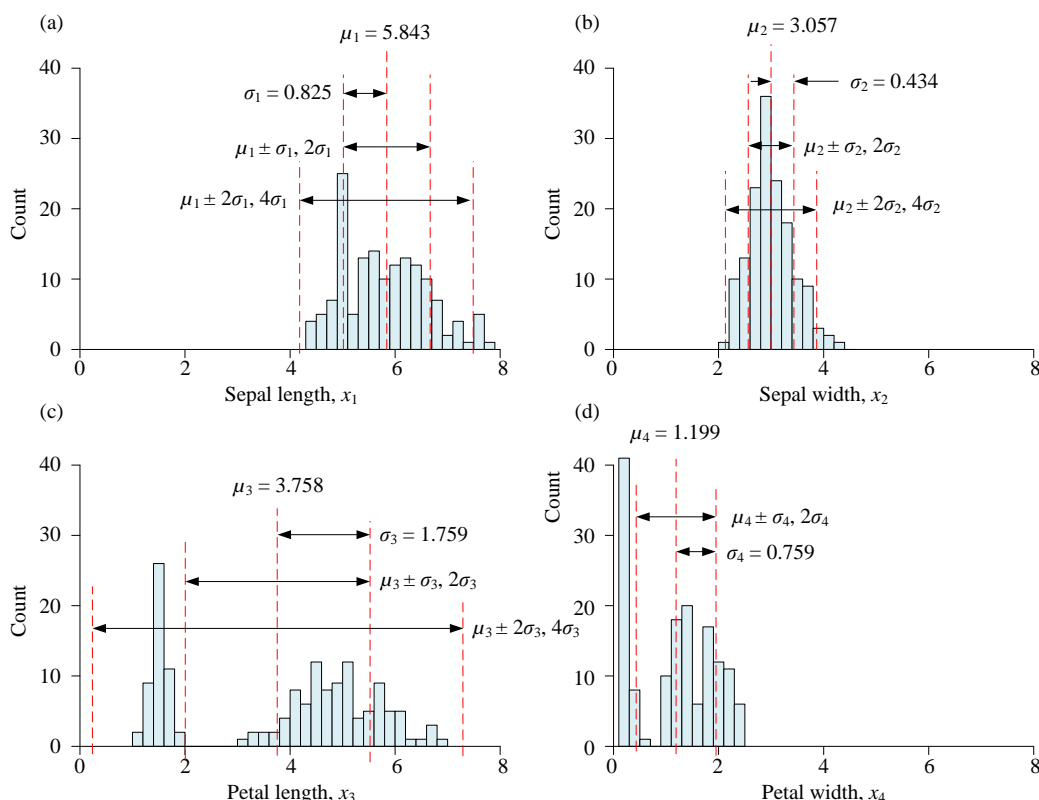 (a)
μ1 = 5.843
40
σ1 = 0.825
30
μ1 ± σ1, 2σ1
20
μ1 ± 2σ1, 4σ1
Count
10
0
0 2 4 6 8
Sepal length, x1
(b)
μ2 = 3.057
40
σ2 = 0.434
30
μ2 ± σ2, 2σ2
20
μ2 ± 2σ2, 4σ2
Count
10
0
0 2 4 6 8
Sepal width, x2
(c)
40
μ3 = 3.758
30
σ3 = 1.759
μ3 ± σ3, 2σ3
20
μ3 ± 2σ3, 4σ3
Count
10
0
0 2 4 6 8
Petal length, x3
(d)
μ4 = 1.199
40
μ4 ± σ4, 2σ4
30
σ4 = 0.759
20
Count
10
0
0 2 4 6 8
Petal width, x4